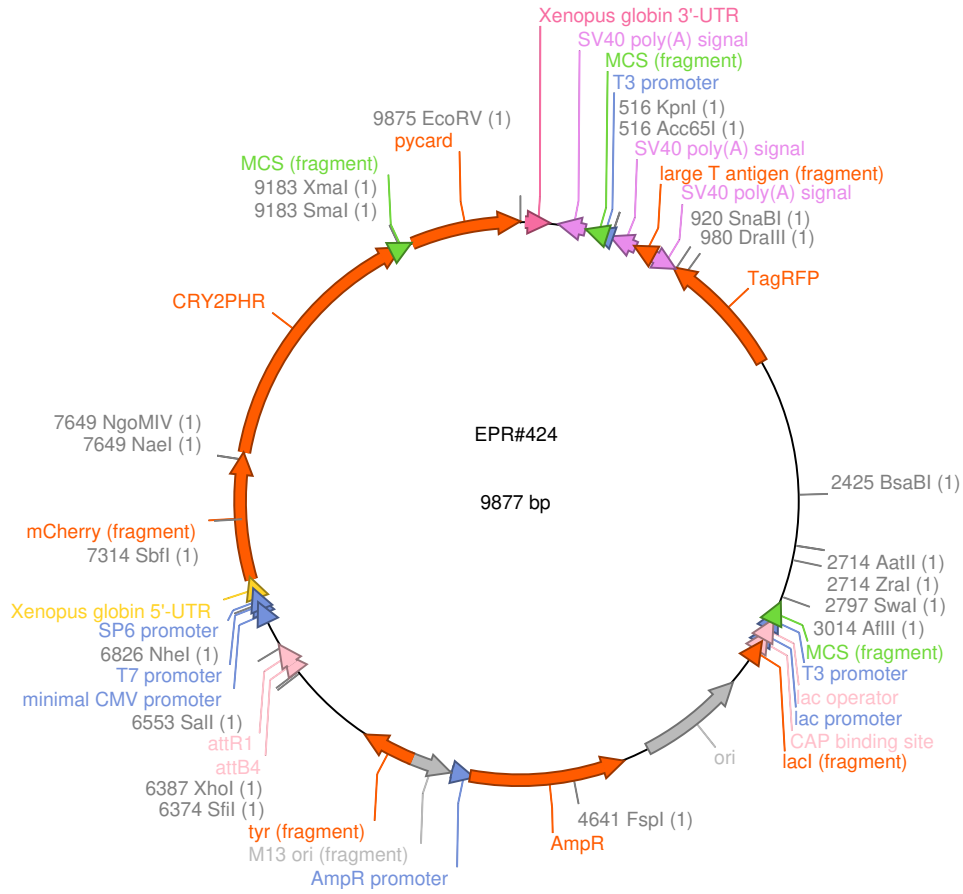 Xenopus globin 3'-UTR
SV40 poly(A) signal
MCS (fragment)
T3 promoter
516 KpnI (1)
516 Acc65I (1)
SV40 poly(A) signal
large T antigen (fragment)
SV40 poly(A) signal
920 SnaBI (1)
980 DraIII (1)
TagRFP
2425 BsaBI (1)
2714 AatII (1)
2714 ZraI (1)
2797 SwaI (1)
3014 AflIII (1)
MCS (fragment)
T3 promoter
lac operator
lac promoter
CAP binding site
lacI (fragment)
ori
4641 FspI (1)
AmpR
AmpR promoter
M13 ori (fragment)
tyr (fragment)
6374 SfiI (1)
6387 XhoI (1)
attB4
attR1
6553 SalI (1)
minimal CMV promoter
T7 promoter
6826 NheI (1)
SP6 promoter
Xenopus globin 5'-UTR
7314 SbfI (1)
mCherry (fragment)
7649 NaeI (1)
7649 NgoMIV (1)
CRY2PHR
9183 SmaI (1)
9183 XmaI (1)
MCS (fragment)
pycard
9875 EcoRV (1)
EPR#424
9877 bp